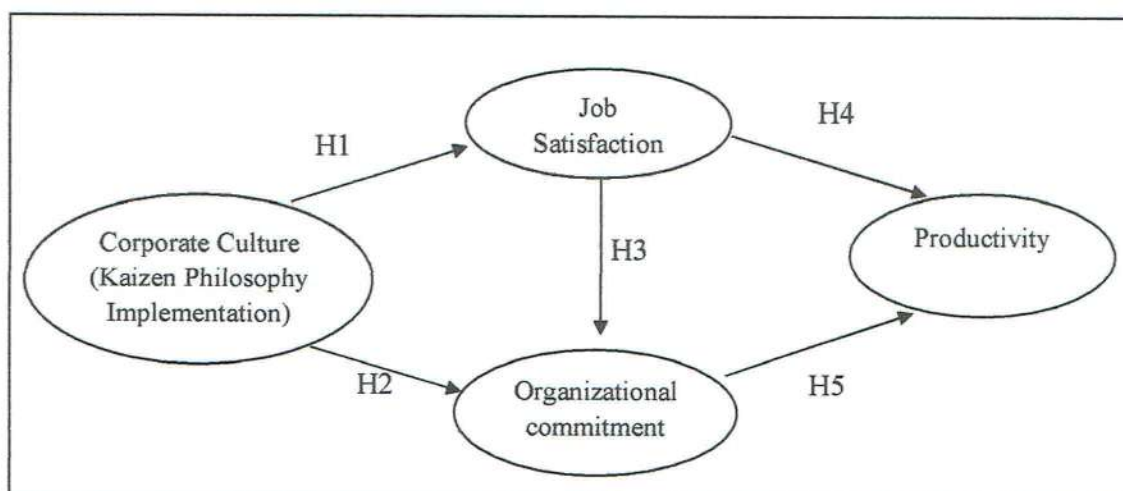 Job
Satisfaction
H4
H1
Corporate Culture
(Kaizen Philosophy
Implementation)
H3
Productivity
H2
Organizational
commitment
H5